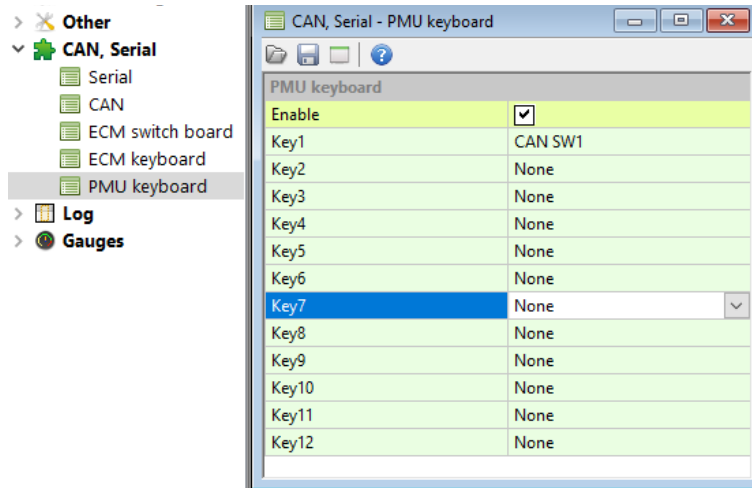 Other
CAN, Serial
Serial
CAN
ECM switch board
ECM keyboard
PMU keyboard
Log
Gauges
CAN, Serial - PMU keyboard
PMU keyboard
Enable
Key1 CAN SW1
Key2 None
Key3 None
Key4 None
Key5 None
Key6 None
Key7 None
Key8 None
Key9 None
Key10 None
Key11 None
Key12 None